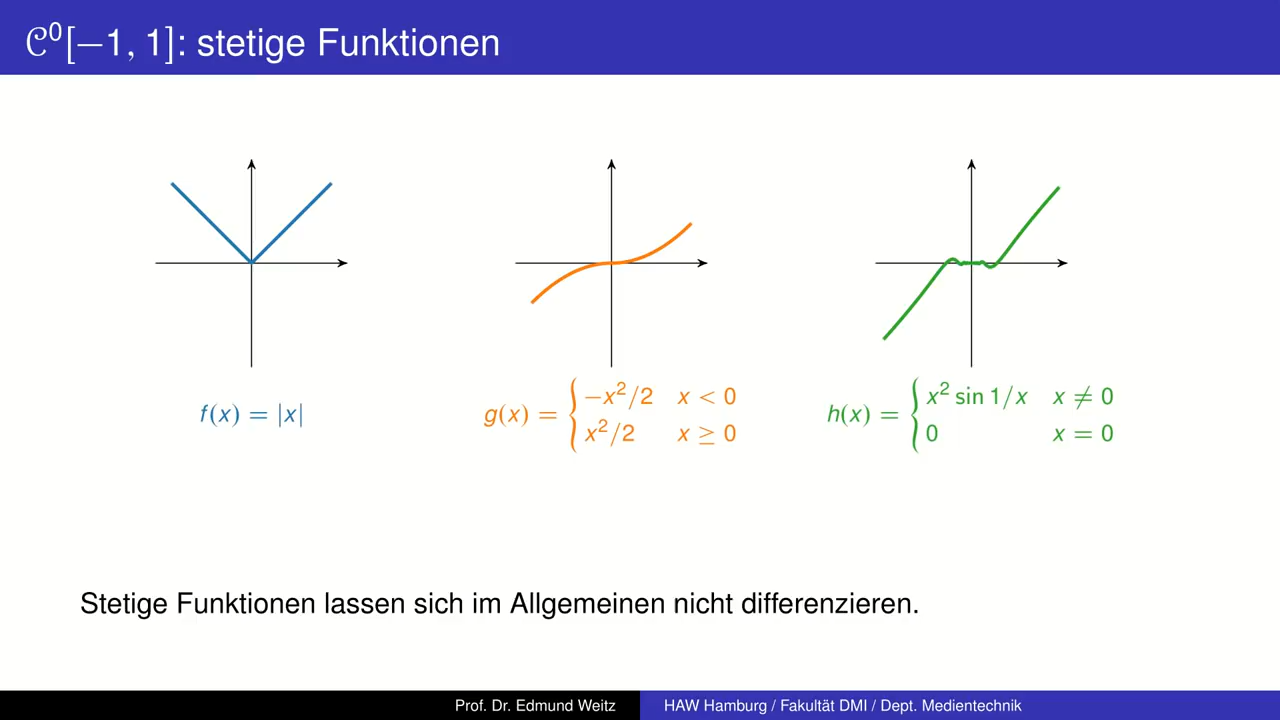 𝒞⁰[−1, 1]: stetige Funktionen
f(x) = |x|
g(x) = { −x²/2 x < 0
x²/2 x ≥ 0
h(x) = { x² sin 1/x x ≠ 0
0 x = 0
Stetige Funktionen lassen sich im Allgemeinen nicht differenzieren.
Prof. Dr. Edmund Weitz
HAW Hamburg / Fakultät DMI / Dept. Medientechnik